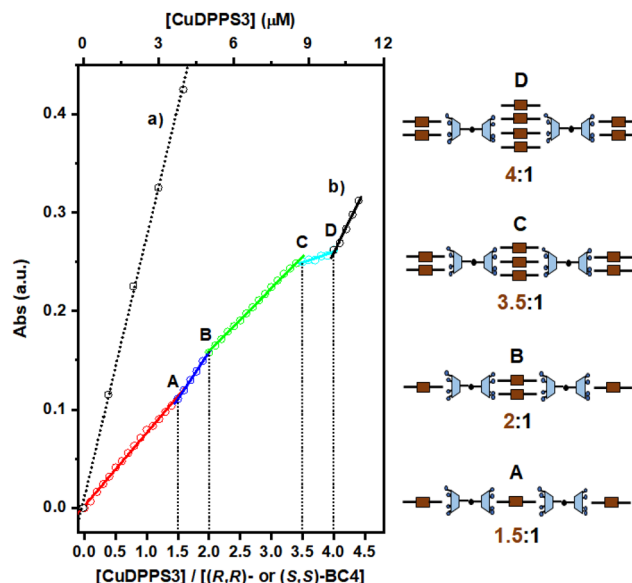 [CuDPPS3] (μM)
0 3 6 9 11
Abs (a.u.)
0.4
0.3
0.2
0.1
0.0
a)
b)
A
B
C
D
0.0 0.5 1.0 1.5 2.0 2.5 3.0 3.5 4.0 4.5
[CuDPPS3] / [(R,R)- or (S,S)-BC4]
D
4:1
C
3.5:1
B
2:1
A
1.5:1